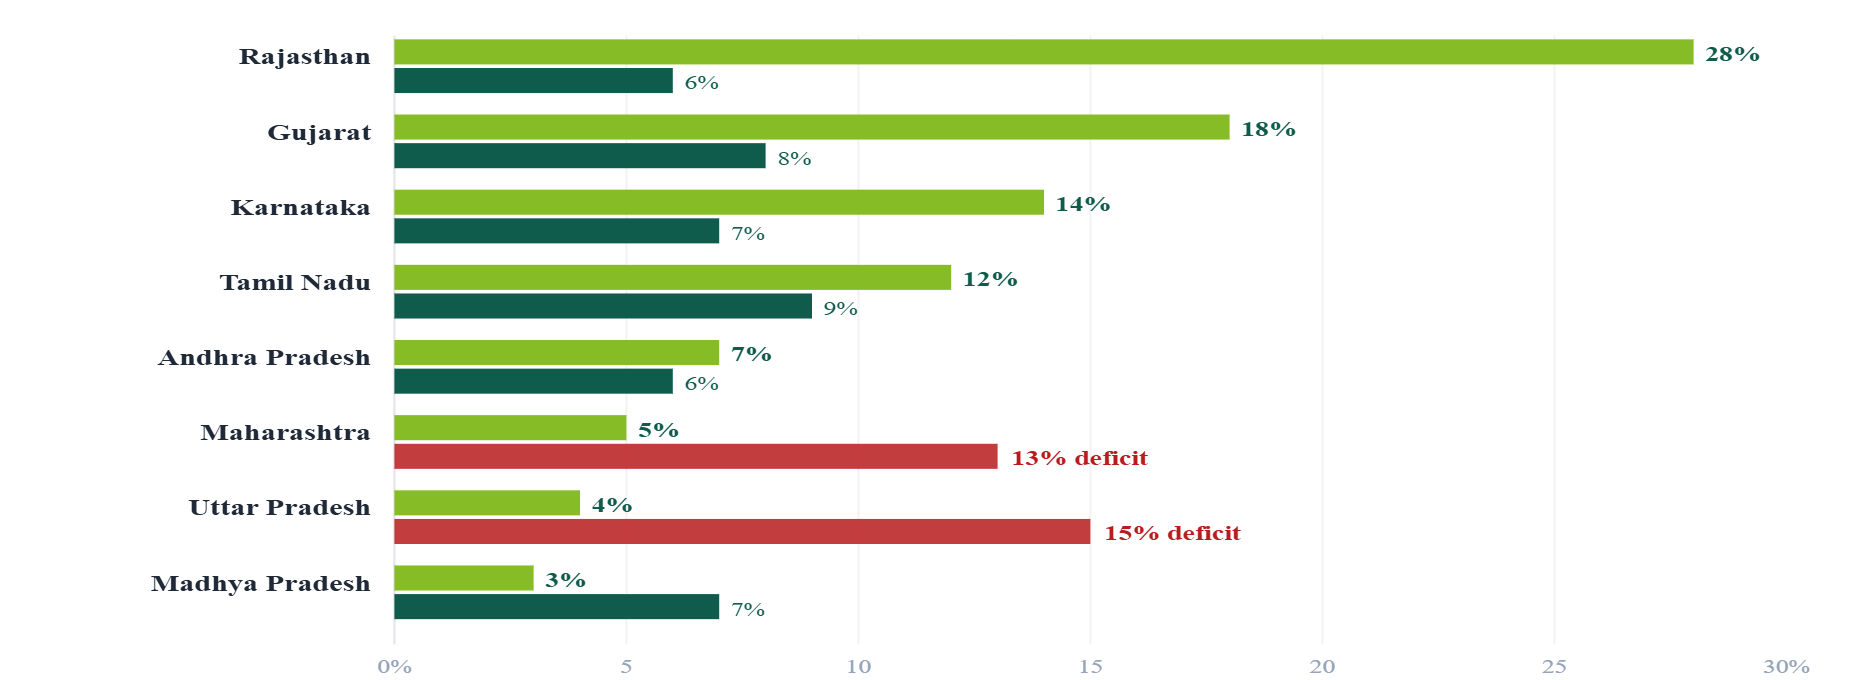 Rajasthan
28%
6%
Gujarat
18%
8%
Karnataka
14%
7%
Tamil Nadu
12%
9%
Andhra Pradesh
7%
6%
Maharashtra
5%
13% deficit
Uttar Pradesh
4%
15% deficit
Madhya Pradesh
3%
7%
0% 5 10 15 20 25 30%